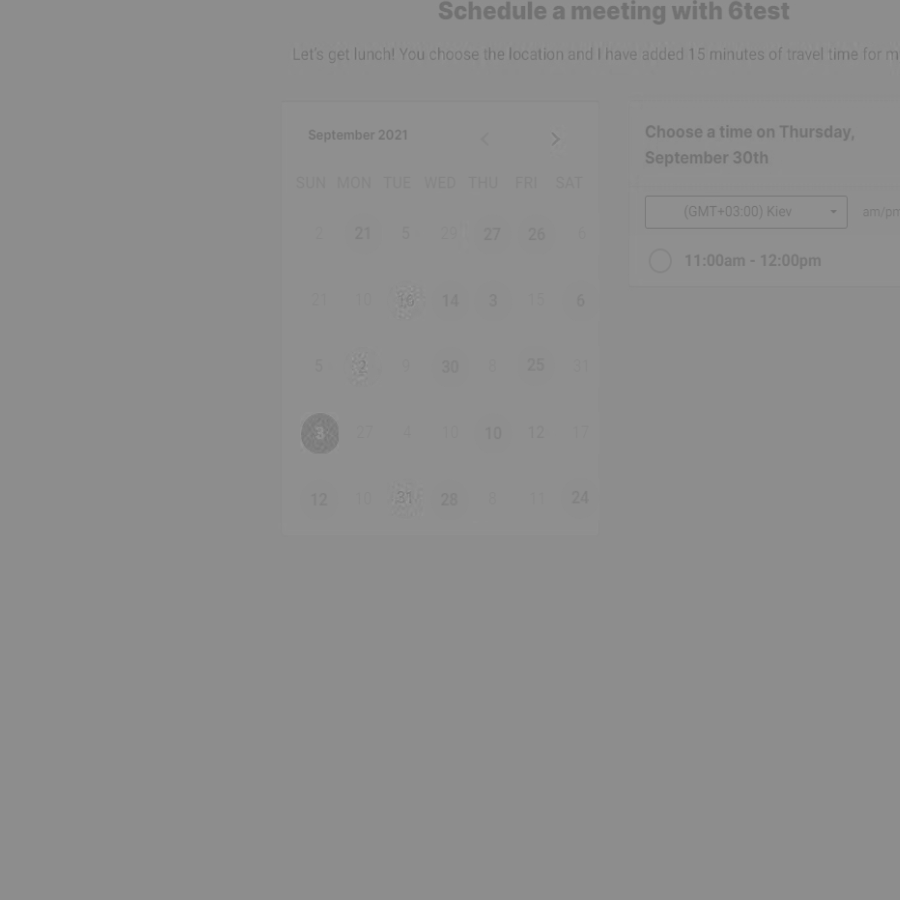 Schedule a meeting with 6test
Let's get lunch! You choose the location and I have added 15 minutes of travel time for m
September 2021
SUN MON TUE WED THU FRI SAT
2 21 5 29 27 26 6
21 10 16 14 3 15 6
5 2 9 30 8 25 31
3 27 4 10 10 12 17
12 10 31 28 8 11 24
Choose a time on Thursday,
September 30th
(GMT+03:00) Kiev am/pm
11:00am - 12:00pm